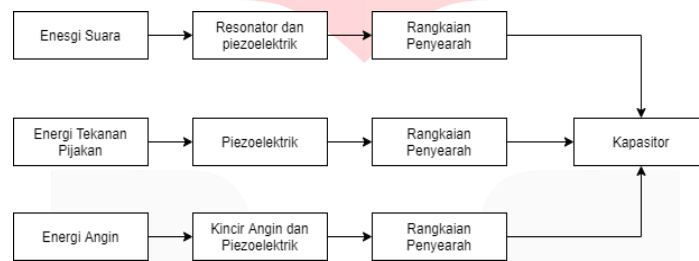 Enesgi Suara
Resonator dan
piezoelektrik
Rangkaian
Penyearah
Energi Tekanan
Pijakan
Piezoelektrik
Rangkaian
Penyearah
Kapasitor
Energi Angin
Kincir Angin dan
Piezoelektrik
Rangkaian
Penyearah